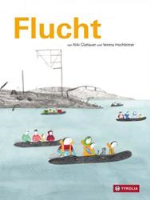 Flucht
von Niki Glattauer und Verena Hochleitner
TYROLIA